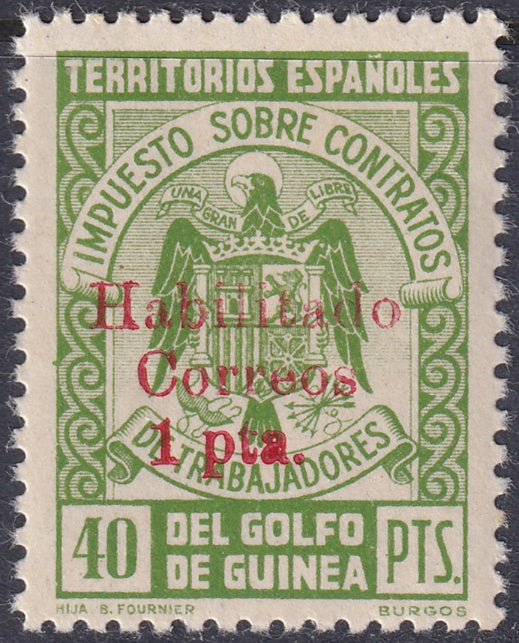 TERRITORIOS ESPAÑOLES
IMPUESTO SOBRE CONTRATOS
UNA GRAN DE LIBRE
Habilitado
Correos
1 pta.
DE TRABAJADORES
40 DEL GOLFO DE GUINEA PTS.
HIJA. B. FOURNIER BURGOS